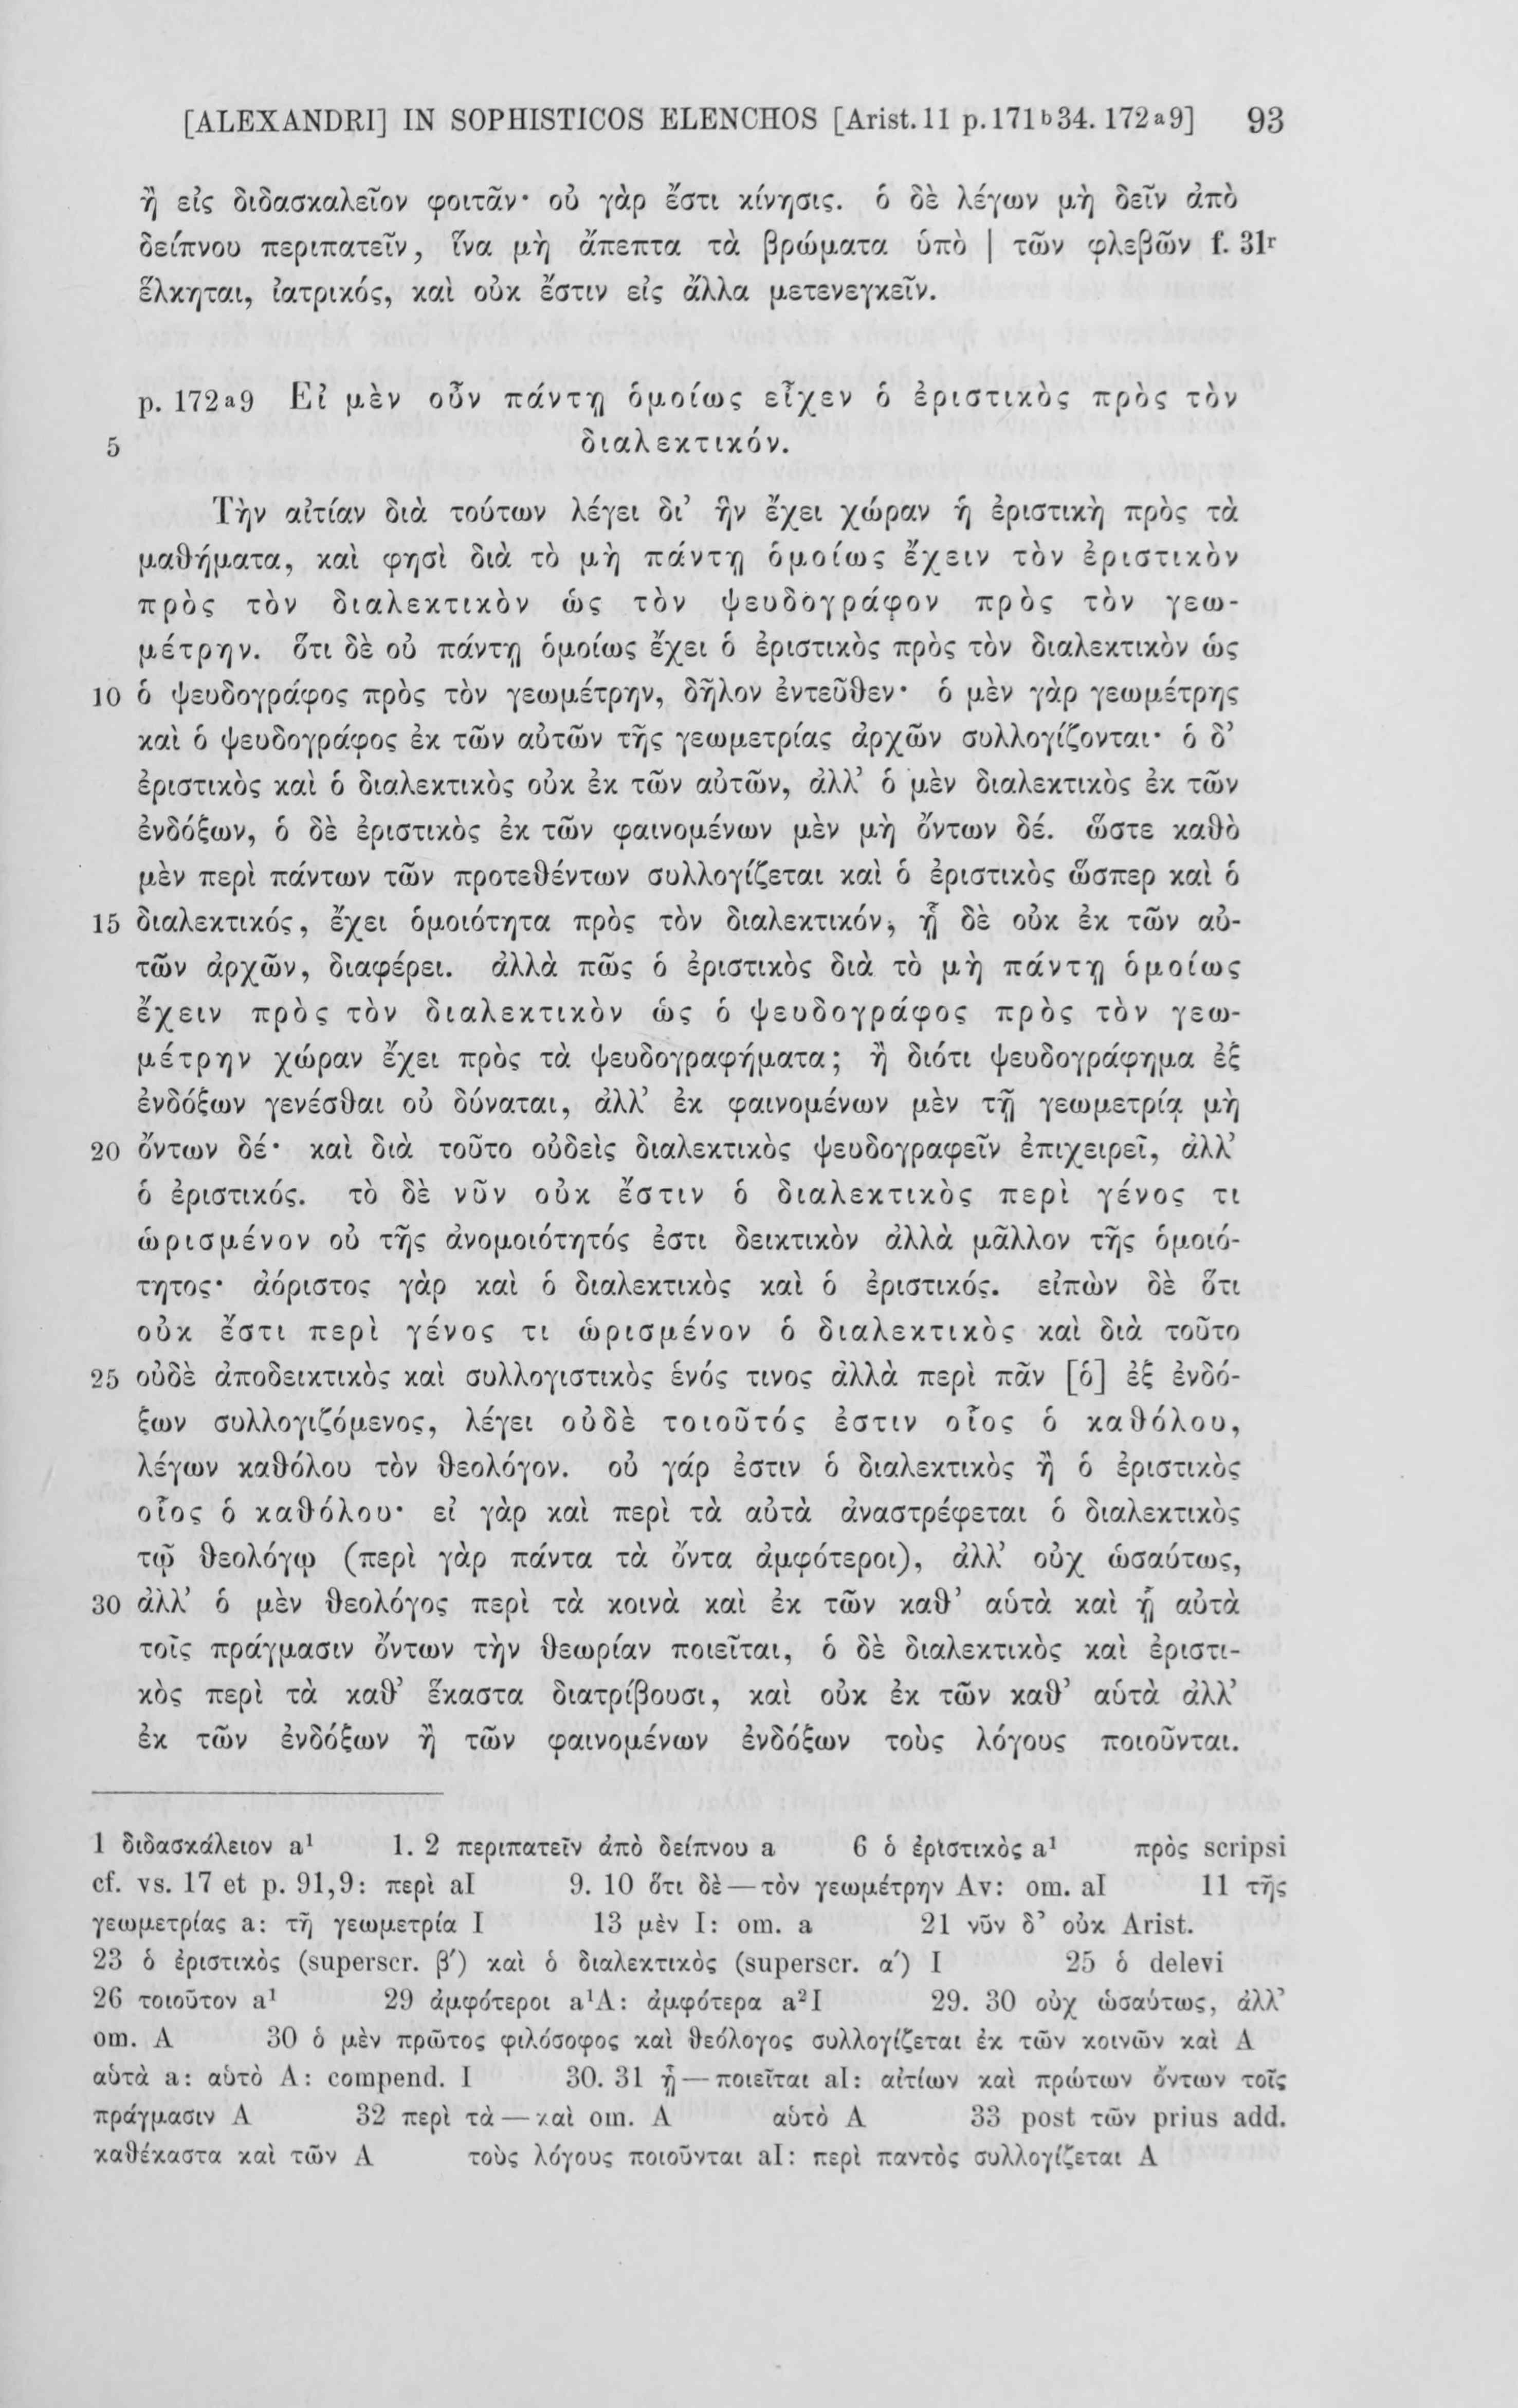 [ALEXANDRI] IN SOPHISTICOS ELENCHOS [Arist. 11 p. 171ᵇ34. 172ᵃ9] 93
ἢ εἰς διδασκαλεῖον φοιτᾶν· οὐ γὰρ ἔστι κίνησις. ὁ δὲ λέγων μὴ δεῖν ἀπὸ
δείπνου περιπατεῖν, ἵνα μὴ ἄπεπτα τὰ βρώματα ὑπὸ | τῶν φλεβῶν f. 31ʳ
ἕλκηται, ἰατρικός, καὶ οὐκ ἔστιν εἰς ἄλλα μετενεγκεῖν.
p. 172ᵃ9 Εἰ μὲν οὖν πάντῃ ὁμοίως εἶχεν ὁ ἐριστικὸς πρὸς τὸν
5 διαλεκτικόν.
Τὴν αἰτίαν διὰ τούτων λέγει δι’ ἣν ἔχει χώραν ἡ ἐριστικὴ πρὸς τὰ
μαθήματα, καὶ φησὶ διὰ τὸ μὴ πάντῃ ὁμοίως ἔχειν τὸν ἐριστικὸν
πρὸς τὸν διαλεκτικὸν ὡς τὸν ψευδογράφον πρὸς τὸν γεω-
μέτρην. ὅτι δὲ οὐ πάντῃ ὁμοίως ἔχει ὁ ἐριστικὸς πρὸς τὸν διαλεκτικὸν ὡς
10 ὁ ψευδογράφος πρὸς τὸν γεωμέτρην, δῆλον ἐντεῦθεν· ὁ μὲν γὰρ γεωμέτρης
καὶ ὁ ψευδογράφος ἐκ τῶν αὐτῶν τῆς γεωμετρίας ἀρχῶν συλλογίζονται· ὁ δ’
ἐριστικὸς καὶ ὁ διαλεκτικὸς οὐκ ἐκ τῶν αὐτῶν, ἀλλ’ ὁ μὲν διαλεκτικὸς ἐκ τῶν
ἐνδόξων, ὁ δὲ ἐριστικὸς ἐκ τῶν φαινομένων μὲν μὴ ὄντων δέ. ὥστε καθὸ
μὲν περὶ πάντων τῶν προτεθέντων συλλογίζεται καὶ ὁ ἐριστικὸς ὥσπερ καὶ ὁ
15 διαλεκτικός, ἔχει ὁμοιότητα πρὸς τὸν διαλεκτικόν, ᾗ δὲ οὐκ ἐκ τῶν αὐ-
τῶν ἀρχῶν, διαφέρει. ἀλλὰ πῶς ὁ ἐριστικὸς διὰ τὸ μὴ πάντῃ ὁμοίως
ἔχειν πρὸς τὸν διαλεκτικὸν ὡς ὁ ψευδογράφος πρὸς τὸν γεω-
μέτρην χώραν ἔχει πρὸς τὰ ψευδογραφήματα; ἢ διότι ψευδογράφημα ἐξ
ἐνδόξων γενέσθαι οὐ δύναται, ἀλλ’ ἐκ φαινομένων μὲν τῇ γεωμετρίᾳ μὴ
20 ὄντων δέ· καὶ διὰ τοῦτο οὐδεὶς διαλεκτικὸς ψευδογραφεῖν ἐπιχειρεῖ, ἀλλ’
ὁ ἐριστικός. τὸ δὲ νῦν οὐκ ἔστιν ὁ διαλεκτικὸς περὶ γένος τι
ὡρισμένον οὐ τῆς ἀνομοιότητός ἐστι δεικτικὸν ἀλλὰ μᾶλλον τῆς ὁμοιό-
τητος· ἀόριστος γὰρ καὶ ὁ διαλεκτικὸς καὶ ὁ ἐριστικός. εἰπὼν δὲ ὅτι
οὐκ ἔστι περὶ γένος τι ὡρισμένον ὁ διαλεκτικὸς καὶ διὰ τοῦτο
25 οὐδὲ ἀποδεικτικὸς καὶ συλλογιστικὸς ἑνός τινος ἀλλὰ περὶ πᾶν [ὁ] ἐξ ἐνδό-
ξων συλλογιζόμενος, λέγει οὐδὲ τοιοῦτός ἐστιν οἷος ὁ καθόλου,
λέγων καθόλου τὸν θεολόγον. οὐ γάρ ἐστιν ὁ διαλεκτικὸς ἢ ὁ ἐριστικὸς
οἷος ὁ καθόλου· εἰ γὰρ καὶ περὶ τὰ αὐτὰ ἀναστρέφεται ὁ διαλεκτικὸς
τῷ θεολόγῳ (περὶ γὰρ πάντα τὰ ὄντα ἀμφότεροι), ἀλλ’ οὐχ ὡσαύτως,
30 ἀλλ’ ὁ μὲν θεολόγος περὶ τὰ κοινὰ καὶ ἐκ τῶν καθ’ αὑτὰ καὶ ᾗ αὐτὰ
τοῖς πράγμασιν ὄντων τὴν θεωρίαν ποιεῖται, ὁ δὲ διαλεκτικὸς καὶ ἐριστι-
κὸς περὶ τὰ καθ’ ἕκαστα διατρίβουσι, καὶ οὐκ ἐκ τῶν καθ’ αὑτὰ ἀλλ’
ἐκ τῶν ἐνδόξων ἢ τῶν φαινομένων ἐνδόξων τοὺς λόγους ποιοῦνται.
1 διδασκάλειον a¹ 1. 2 περιπατεῖν ἀπὸ δείπνου a 6 ὁ ἐριστικὸς a¹ πρὸς scripsi
cf. vs. 17 et p. 91,9: περὶ aI 9. 10 ὅτι δὲ — τὸν γεωμέτρην Av: om. aI 11 τῆς
γεωμετρίας a: τῇ γεωμετρία I 13 μὲν I: om. a 21 νῦν δ’ οὐκ Arist.
23 ὁ ἐριστικὸς (superscr. β′) καὶ ὁ διαλεκτικὸς (superscr. α′) I 25 ὁ delevi
26 τοιοῦτον a¹ 29 ἀμφότεροι a¹A: ἀμφότερα a²I 29. 30 οὐχ ὡσαύτως, ἀλλ’
om. A 30 ὁ μὲν πρῶτος φιλόσοφος καὶ θεόλογος συλλογίζεται ἐκ τῶν κοινῶν καὶ A
αὑτὰ a: αὑτὸ A: compend. I 30. 31 ᾗ — ποιεῖται aI: αἰτίων καὶ πρώτων ὄντων τοῖς
πράγμασιν A 32 περὶ τὰ — καὶ om. A αὑτὸ A 33 post τῶν prius add.
καθέκαστα καὶ τῶν A τοὺς λόγους ποιοῦνται aI: περὶ παντὸς συλλογίζεται A